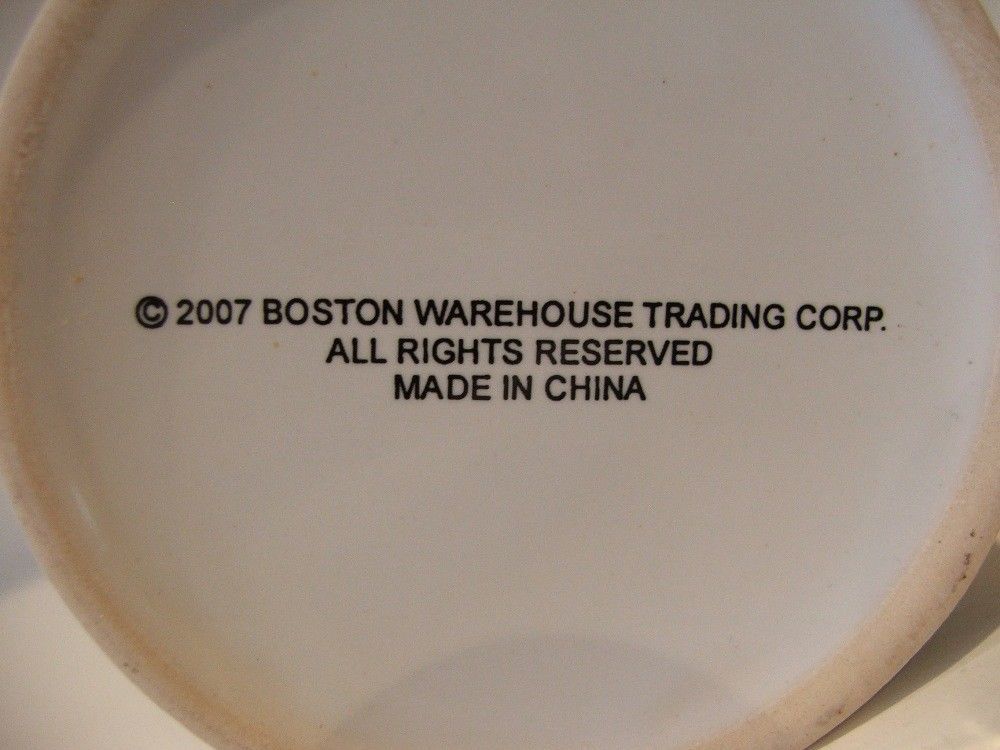 © 2007 BOSTON WAREHOUSE TRADING CORP.
ALL RIGHTS RESERVED
MADE IN CHINA